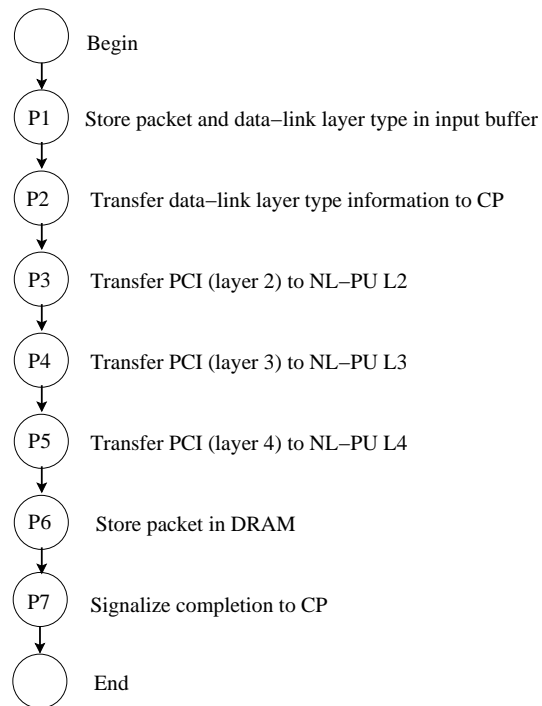 Begin
P1 Store packet and data−link layer type in input buffer
P2 Transfer data−link layer type information to CP
P3 Transfer PCI (layer 2) to NL−PU L2
P4 Transfer PCI (layer 3) to NL−PU L3
P5 Transfer PCI (layer 4) to NL−PU L4
P6 Store packet in DRAM
P7 Signalize completion to CP
End